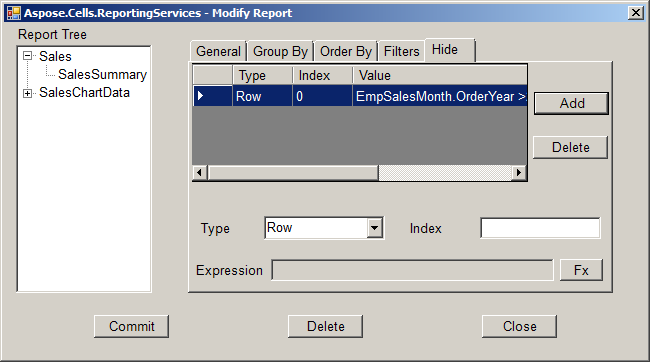 Aspose.Cells.ReportingServices - Modify Report
Report Tree
Sales
SalesSummary
SalesChartData
General Group By Order By Filters Hide
Type Index Value
Row 0 EmpSalesMonth.OrderYear >
Add
Delete
Type Row Index
Expression Fx
Commit Delete Close